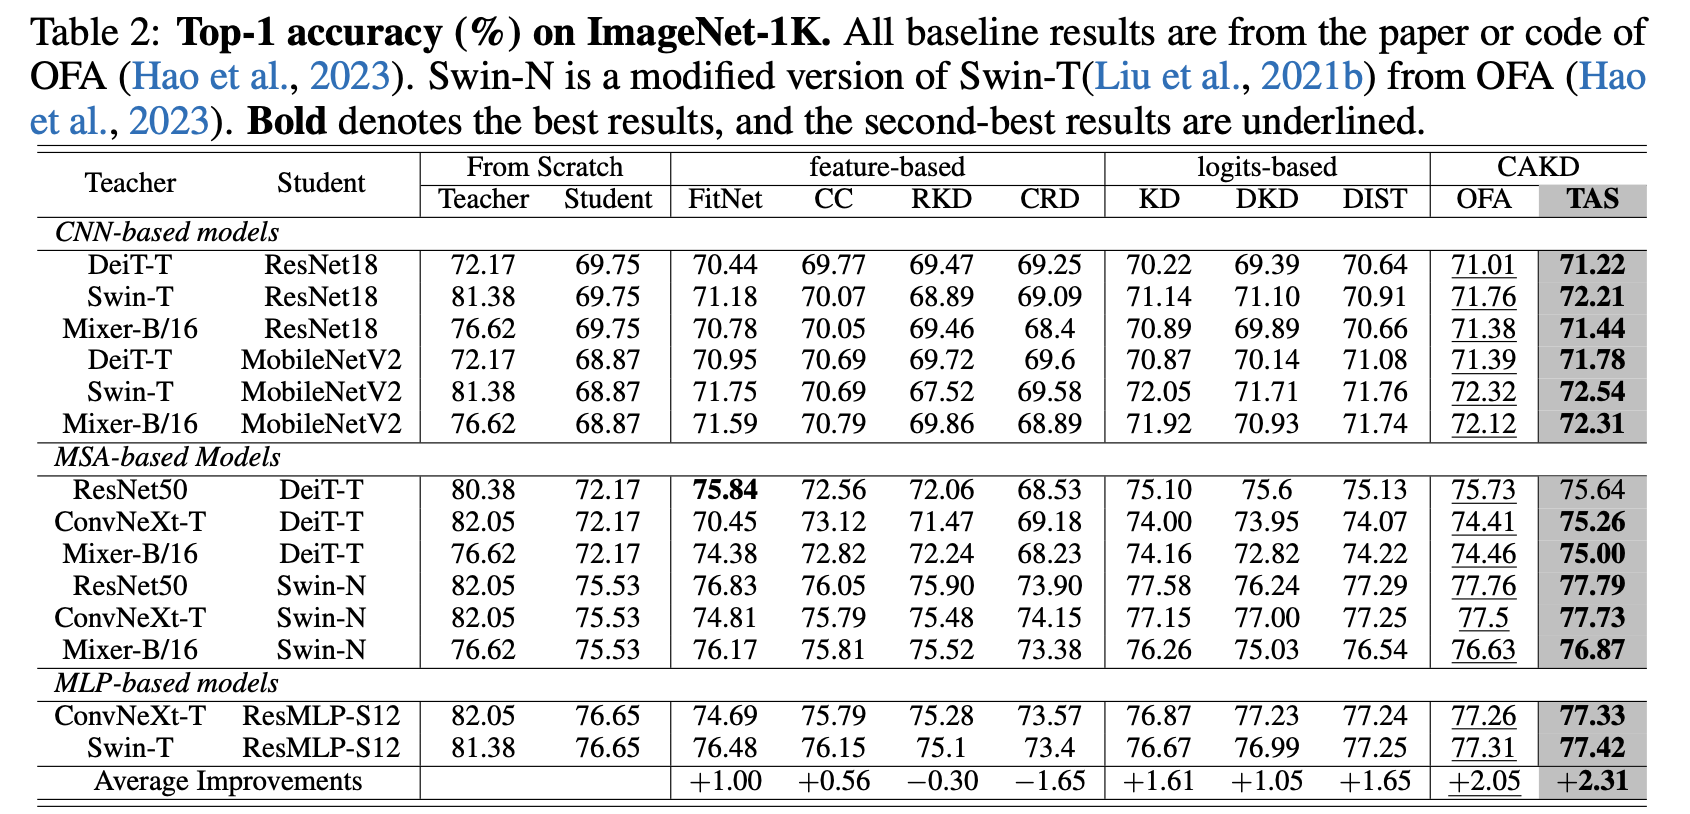 Table 2: Top-1 accuracy (%) on ImageNet-1K. All baseline results are from the paper or code of
OFA (Hao et al., 2023). Swin-N is a modified version of Swin-T(Liu et al., 2021b) from OFA (Hao
et al., 2023). Bold denotes the best results, and the second-best results are underlined.
Teacher Student From Scratch feature-based logits-based CAKD
Teacher Student FitNet CC RKD CRD KD DKD DIST OFA TAS
CNN-based models
DeiT-T ResNet18 72.17 69.75 70.44 69.77 69.47 69.25 70.22 69.39 70.64 71.01 71.22
Swin-T ResNet18 81.38 69.75 71.18 70.07 68.89 69.09 71.14 71.10 70.91 71.76 72.21
Mixer-B/16 ResNet18 76.62 69.75 70.78 70.05 69.46 68.4 70.89 69.89 70.66 71.38 71.44
DeiT-T MobileNetV2 72.17 68.87 70.95 70.69 69.72 69.6 70.87 70.14 71.08 71.39 71.78
Swin-T MobileNetV2 81.38 68.87 71.75 70.69 67.52 69.58 72.05 71.71 71.76 72.32 72.54
Mixer-B/16 MobileNetV2 76.62 68.87 71.59 70.79 69.86 68.89 71.92 70.93 71.74 72.12 72.31
MSA-based Models
ResNet50 DeiT-T 80.38 72.17 75.84 72.56 72.06 68.53 75.10 75.6 75.13 75.73 75.64
ConvNeXt-T DeiT-T 82.05 72.17 70.45 73.12 71.47 69.18 74.00 73.95 74.07 74.41 75.26
Mixer-B/16 DeiT-T 76.62 72.17 74.38 72.82 72.24 68.23 74.16 72.82 74.22 74.46 75.00
ResNet50 Swin-N 82.05 75.53 76.83 76.05 75.90 73.90 77.58 76.24 77.29 77.76 77.79
ConvNeXt-T Swin-N 82.05 75.53 74.81 75.79 75.48 74.15 77.15 77.00 77.25 77.5 77.73
Mixer-B/16 Swin-N 76.62 75.53 76.17 75.81 75.52 73.38 76.26 75.03 76.54 76.63 76.87
MLP-based models
ConvNeXt-T ResMLP-S12 82.05 76.65 74.69 75.79 75.28 73.57 76.87 77.23 77.24 77.26 77.33
Swin-T ResMLP-S12 81.38 76.65 76.48 76.15 75.1 73.4 76.67 76.99 77.25 77.31 77.42
Average Improvements +1.00 +0.56 −0.30 −1.65 +1.61 +1.05 +1.65 +2.05 +2.31